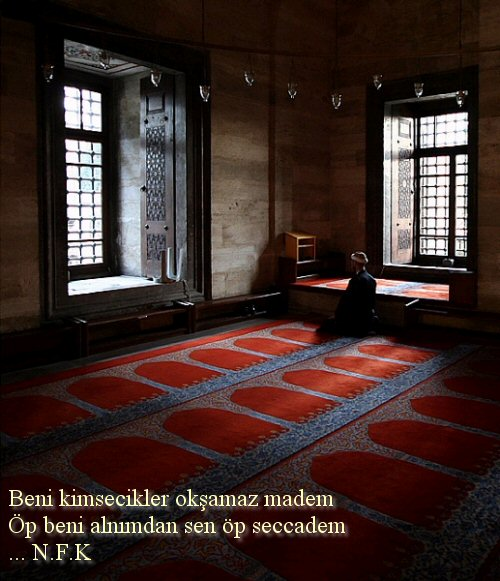 Beni kimsecikler okşamaz madem
Öp beni alnımdan sen öp seccadem
... N.F.K